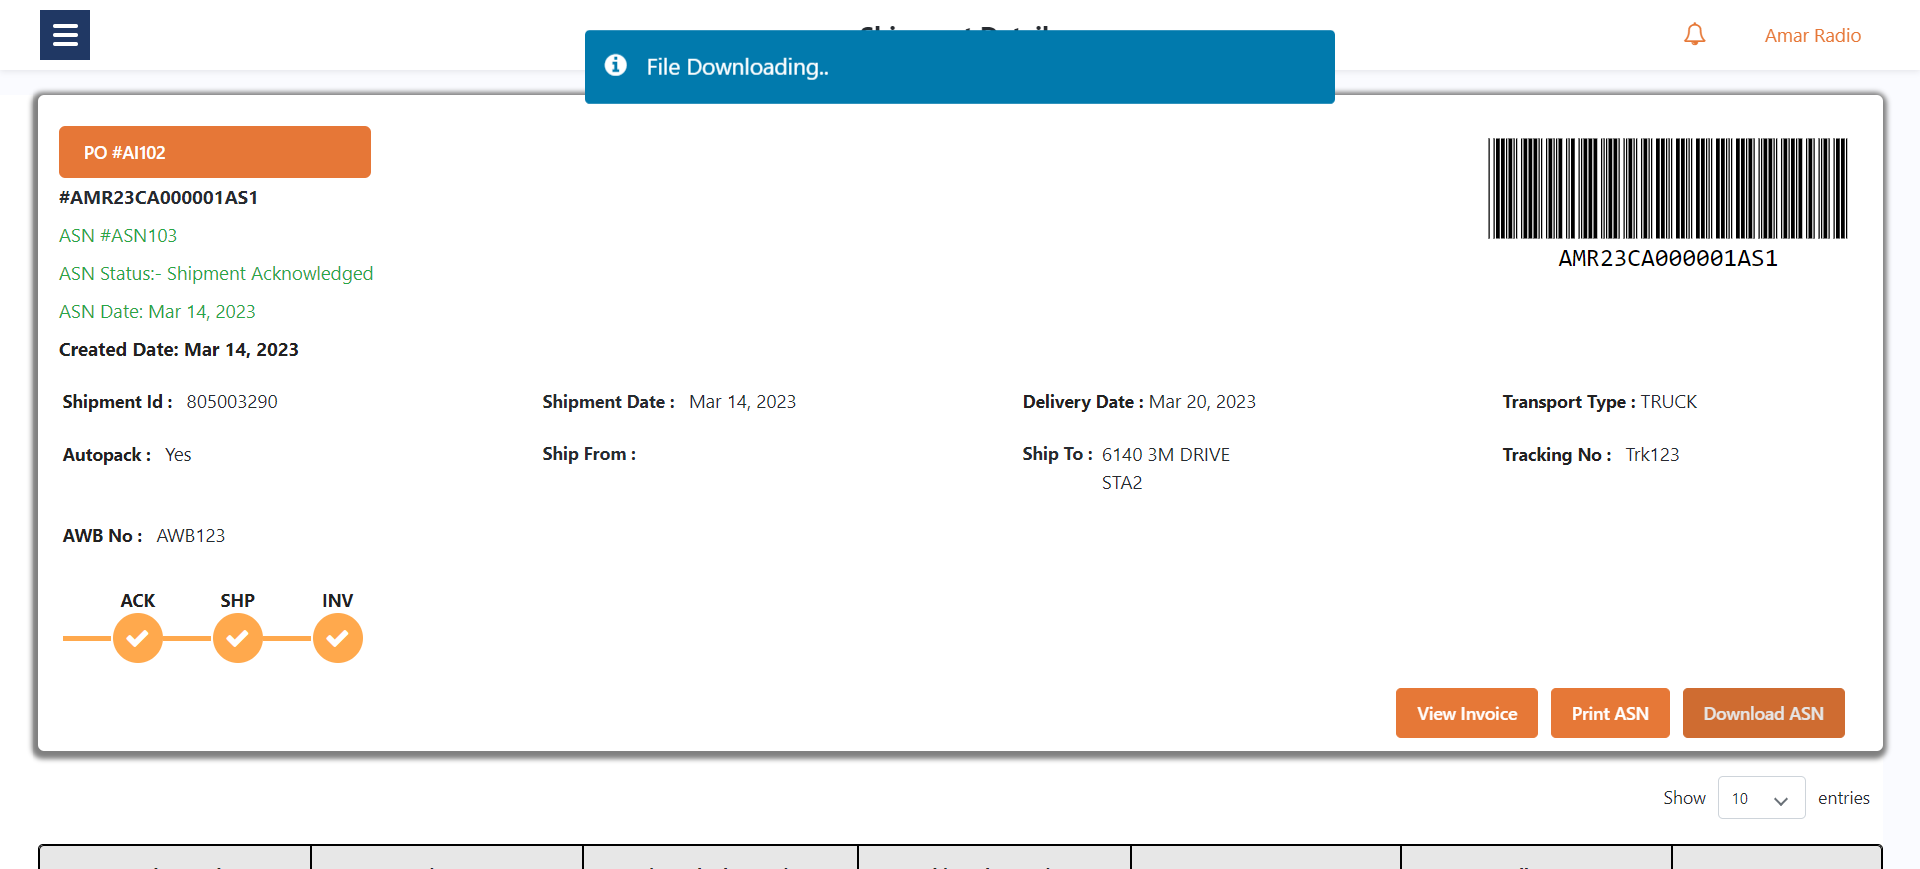 Shipment Detail
File Downloading..
Amar Radio
PO #AI102
#AMR23CA000001AS1
ASN #ASN103
ASN Status:- Shipment Acknowledged
ASN Date: Mar 14, 2023
Created Date: Mar 14, 2023
AMR23CA000001AS1
Shipment Id : 805003290
Shipment Date : Mar 14, 2023
Delivery Date : Mar 20, 2023
Transport Type : TRUCK
Autopack : Yes
Ship From :
Ship To : 6140 3M DRIVE
STA2
Tracking No : Trk123
AWB No : AWB123
ACK SHP INV
View Invoice
Print ASN
Download ASN
Show 10 entries